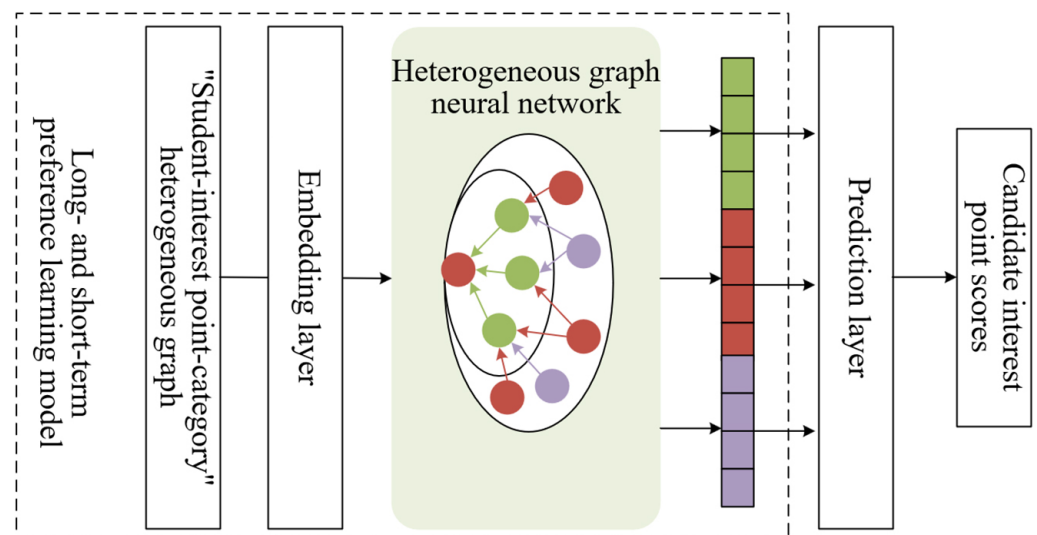 Long- and short-term
preference learning model
"Student-interest point-category"
heterogeneous graph
Embedding layer
Heterogeneous graph
neural network
Prediction layer
Candidate interest
point scores